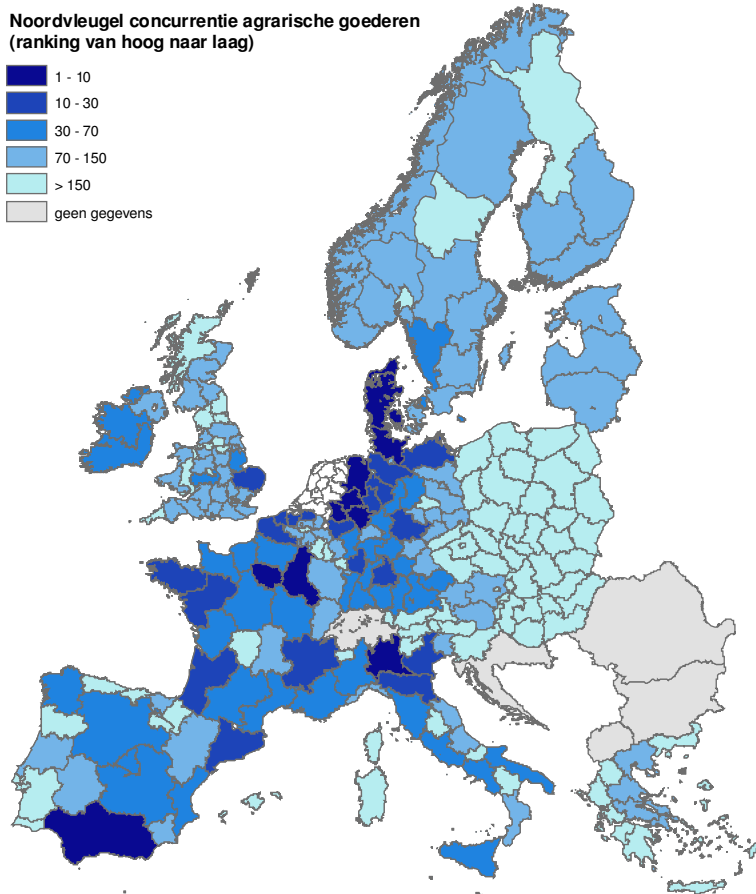 Noordvleugel concurrentie agrarische goederen
(ranking van hoog naar laag)
1 - 10
10 - 30
30 - 70
70 - 150
> 150
geen gegevens